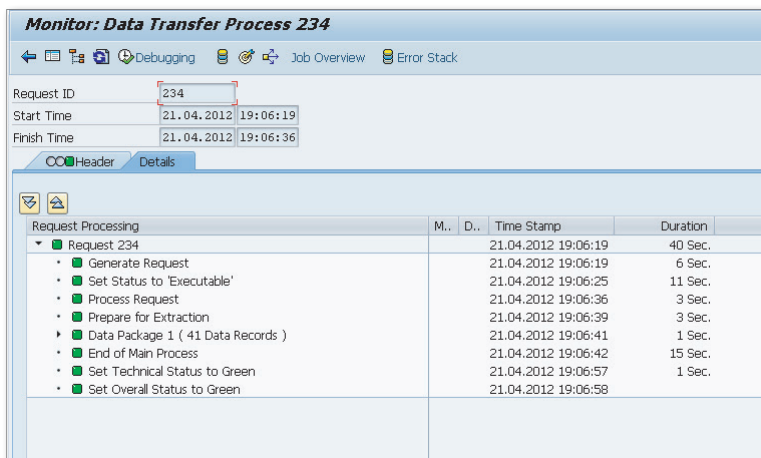 Monitor: Data Transfer Process 234
Debugging Job Overview Error Stack
Request ID 234
Start Time 21.04.2012 19:06:19
Finish Time 21.04.2012 19:06:36
Header Details
Request Processing M.. D.. Time Stamp Duration
Request 234 21.04.2012 19:06:19 40 Sec.
Generate Request 21.04.2012 19:06:19 6 Sec.
Set Status to 'Executable' 21.04.2012 19:06:25 11 Sec.
Process Request 21.04.2012 19:06:36 3 Sec.
Prepare for Extraction 21.04.2012 19:06:39 3 Sec.
Data Package 1 ( 41 Data Records ) 21.04.2012 19:06:41 1 Sec.
End of Main Process 21.04.2012 19:06:42 15 Sec.
Set Technical Status to Green 21.04.2012 19:06:57 1 Sec.
Set Overall Status to Green 21.04.2012 19:06:58